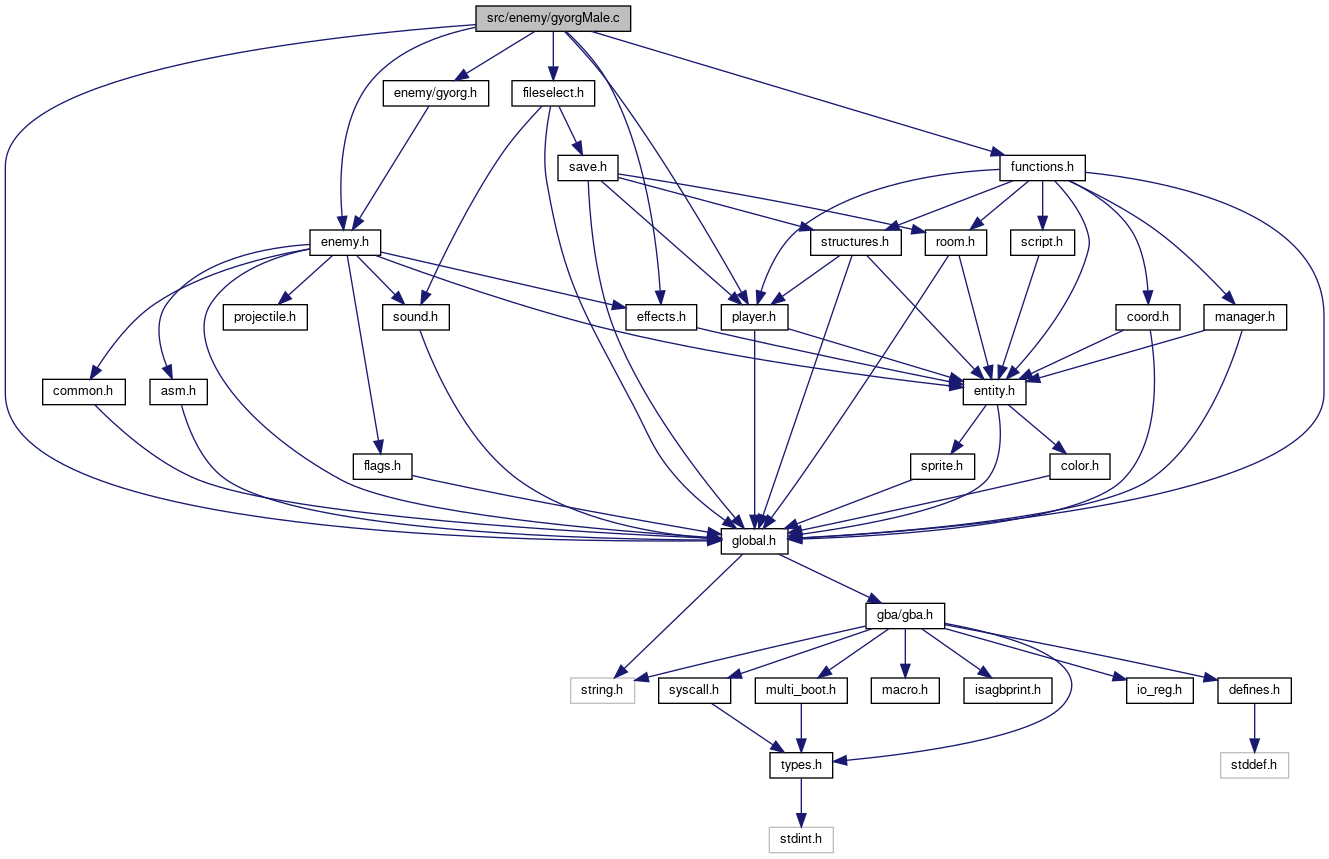 src/enemy/gyorgMale.c
enemy/gyorg.h
fileselect.h
save.h
functions.h
enemy.h
structures.h
room.h
script.h
projectile.h
sound.h
effects.h
player.h
coord.h
manager.h
common.h
asm.h
entity.h
flags.h
sprite.h
color.h
global.h
gba/gba.h
string.h
syscall.h
multi_boot.h
macro.h
isagbprint.h
io_reg.h
defines.h
types.h
stddef.h
stdint.h